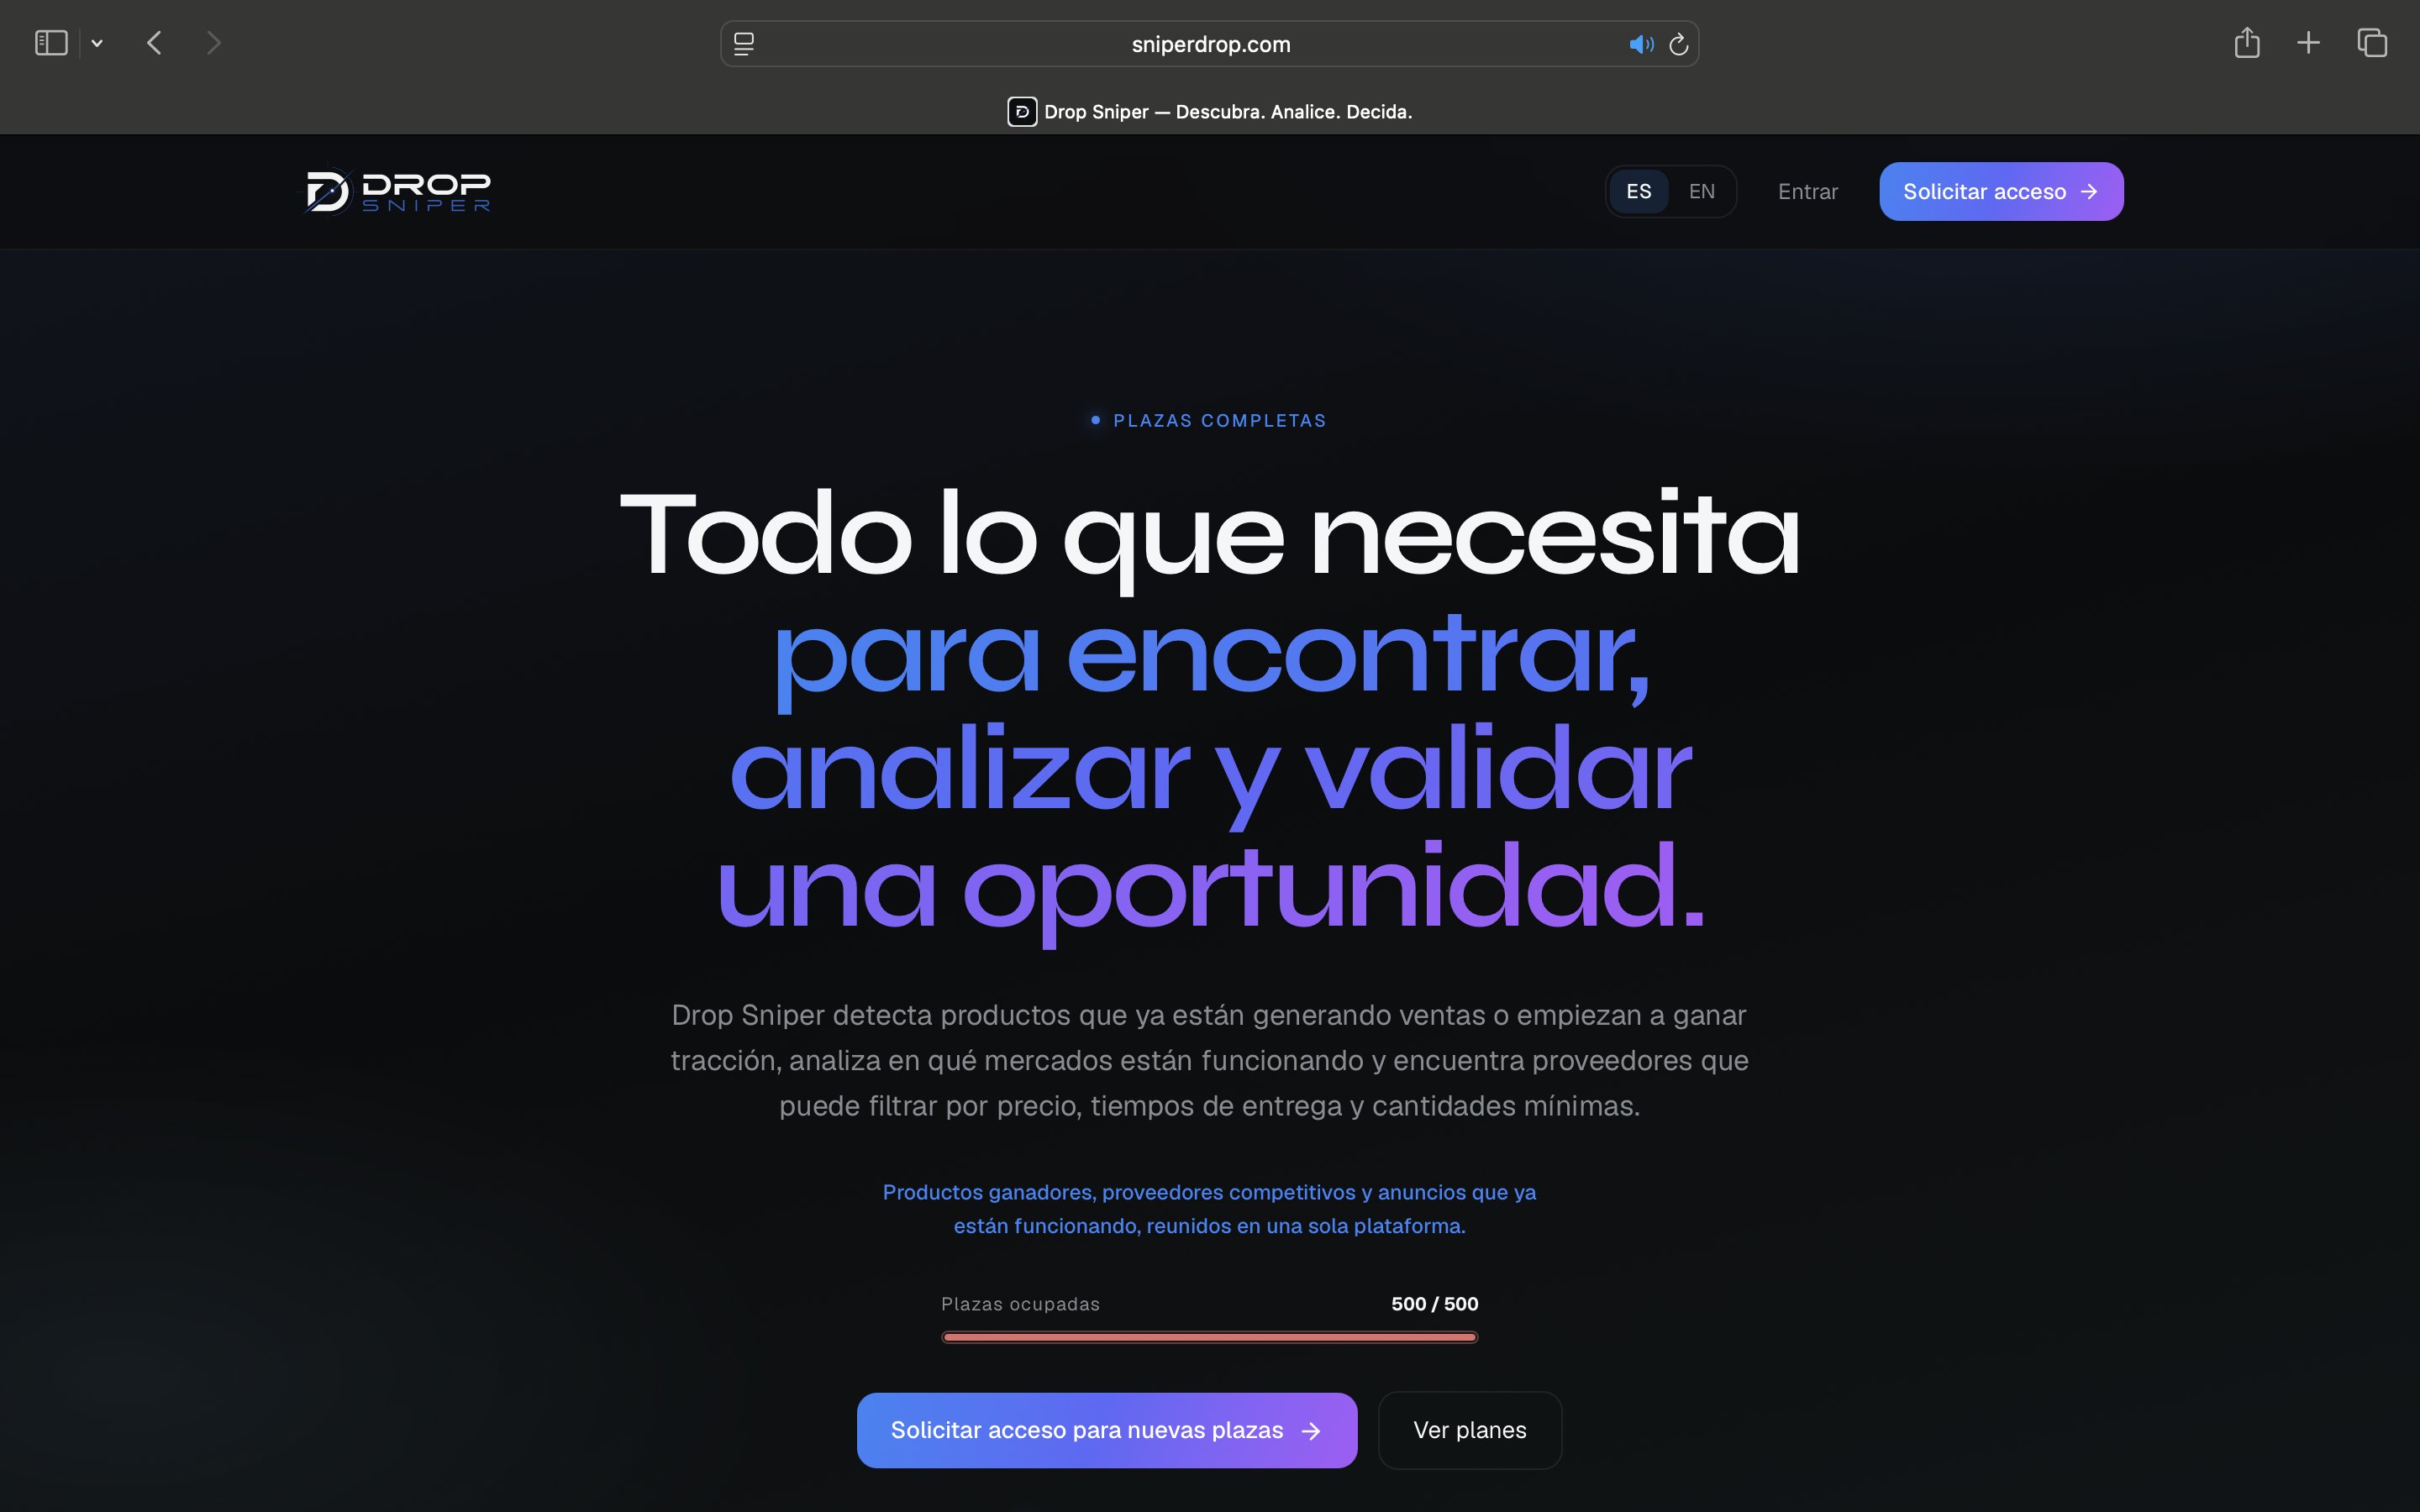 sniperdrop.com
Drop Sniper — Descubra. Analice. Decida.
DROP
SNIPER
ES
EN
Entrar
Solicitar acceso →
PLAZAS COMPLETAS
Todo lo que necesita
para encontrar,
analizar y validar
una oportunidad.
Drop Sniper detecta productos que ya están generando ventas o empiezan a ganar
tracción, analiza en qué mercados están funcionando y encuentra proveedores que
puede filtrar por precio, tiempos de entrega y cantidades mínimas.
Productos ganadores, proveedores competitivos y anuncios que ya
están funcionando, reunidos en una sola plataforma.
Plazas ocupadas
500 / 500
Solicitar acceso para nuevas plazas →
Ver planes